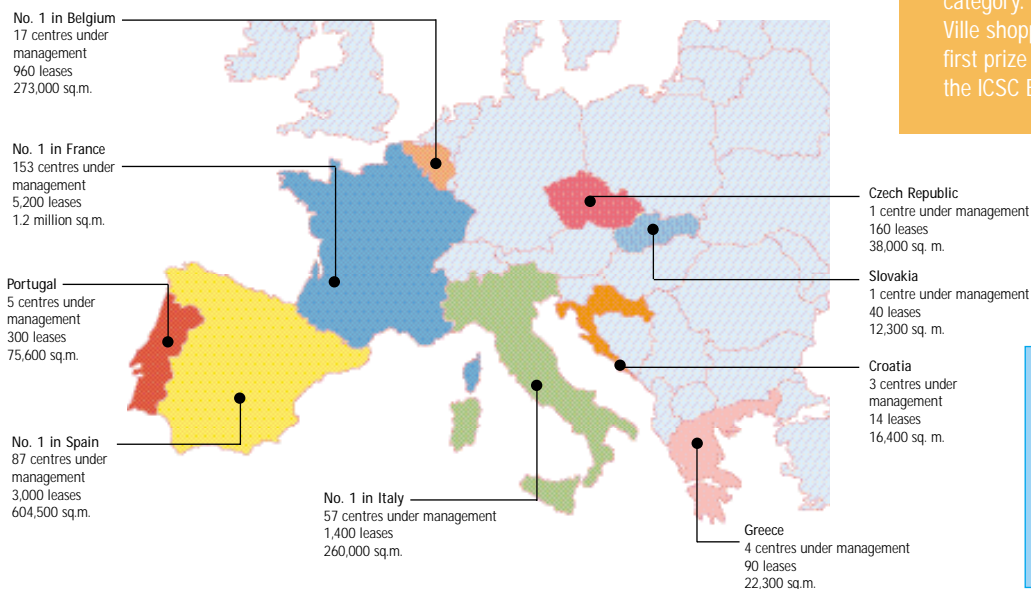 No. 1 in Belgium
17 centres under
management
960 leases
273,000 sq.m.
No. 1 in France
153 centres under
management
5,200 leases
1.2 million sq.m.
Portugal
5 centres under
management
300 leases
75,600 sq.m.
No. 1 in Spain
87 centres under
management
3,000 leases
604,500 sq.m.
No. 1 in Italy
57 centres under management
1,400 leases
260,000 sq.m.
category.
Ville shopp
first prize
the ICSC E
Czech Republic
1 centre under management
160 leases
38,000 sq. m.
Slovakia
1 centre under management
40 leases
12,300 sq. m.
Croatia
3 centres under
management
14 leases
16,400 sq. m.
Greece
4 centres under management
90 leases
22,300 sq.m.